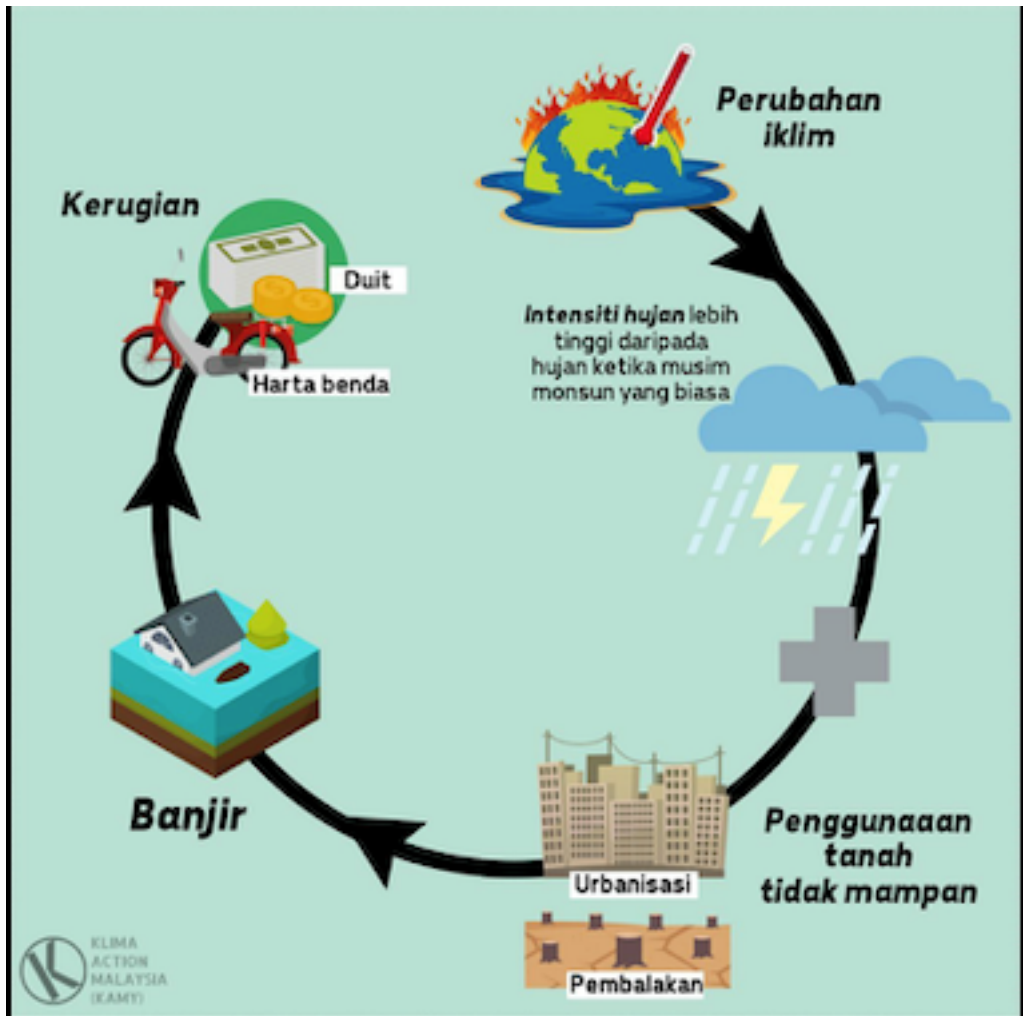 Perubahan
iklim
Kerugian
Duit
Harta benda
Intensiti hujan lebih
tinggi daripada
hujan ketika musim
monsun yang biasa
Banjir
Urbanisasi
Pembalakan
Penggunaaan
tanah
tidak mampan
KLIMA
ACTION
MALAYSIA
(KAMY)